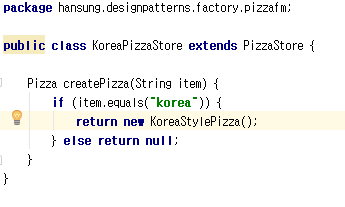 package hansung.designpatterns.factory.pizzafm;
public class KoreaPizzaStore extends PizzaStore {
Pizza createPizza(String item) {
if (item.equals("korea")) {
return new KoreaStylePizza();
} else return null;
}
}